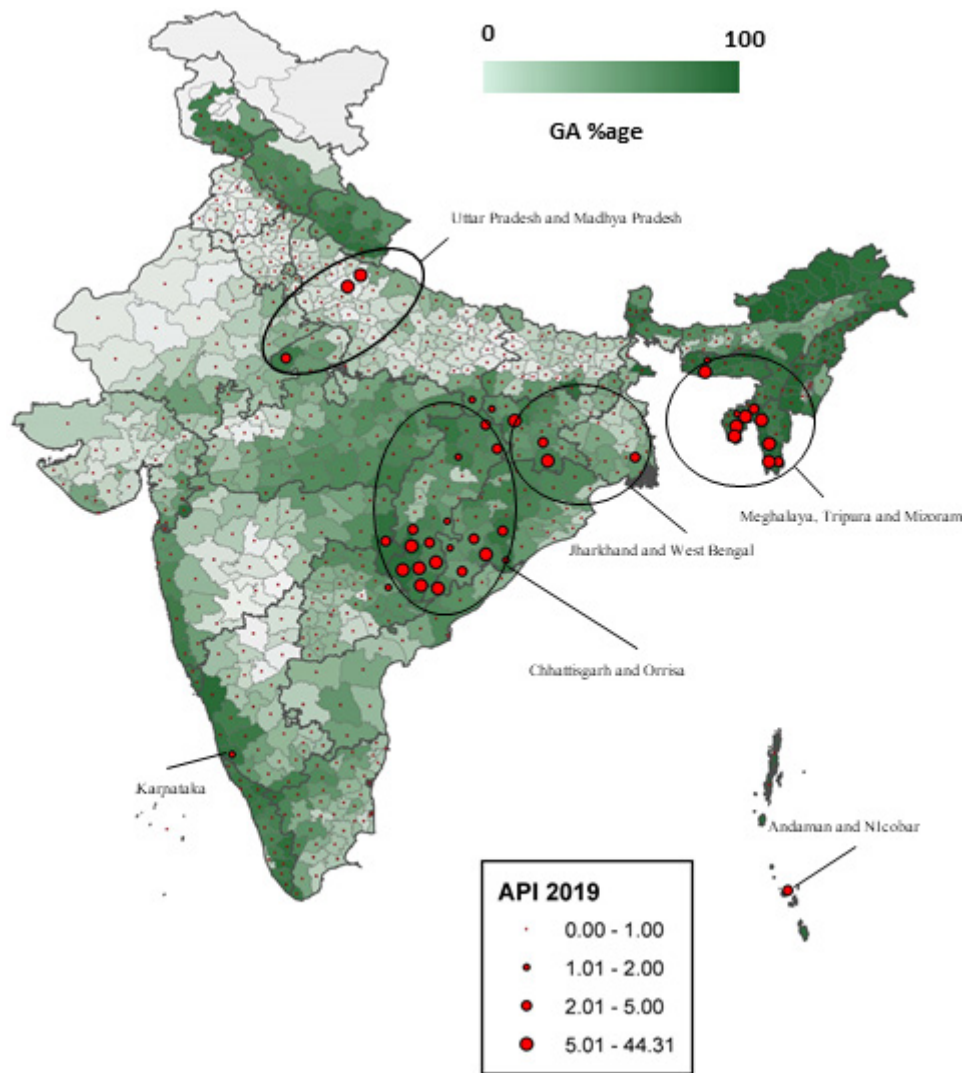 0 100
GA %age
Uttar Pradesh and Madhya Pradesh
Meghalaya, Tripura and Mizoram
Jharkhand and West Bengal
Chhattisgarh and Orrisa
Karnataka
Andaman and NIcobar
API 2019
0.00 - 1.00
1.01 - 2.00
2.01 - 5.00
5.01 - 44.31